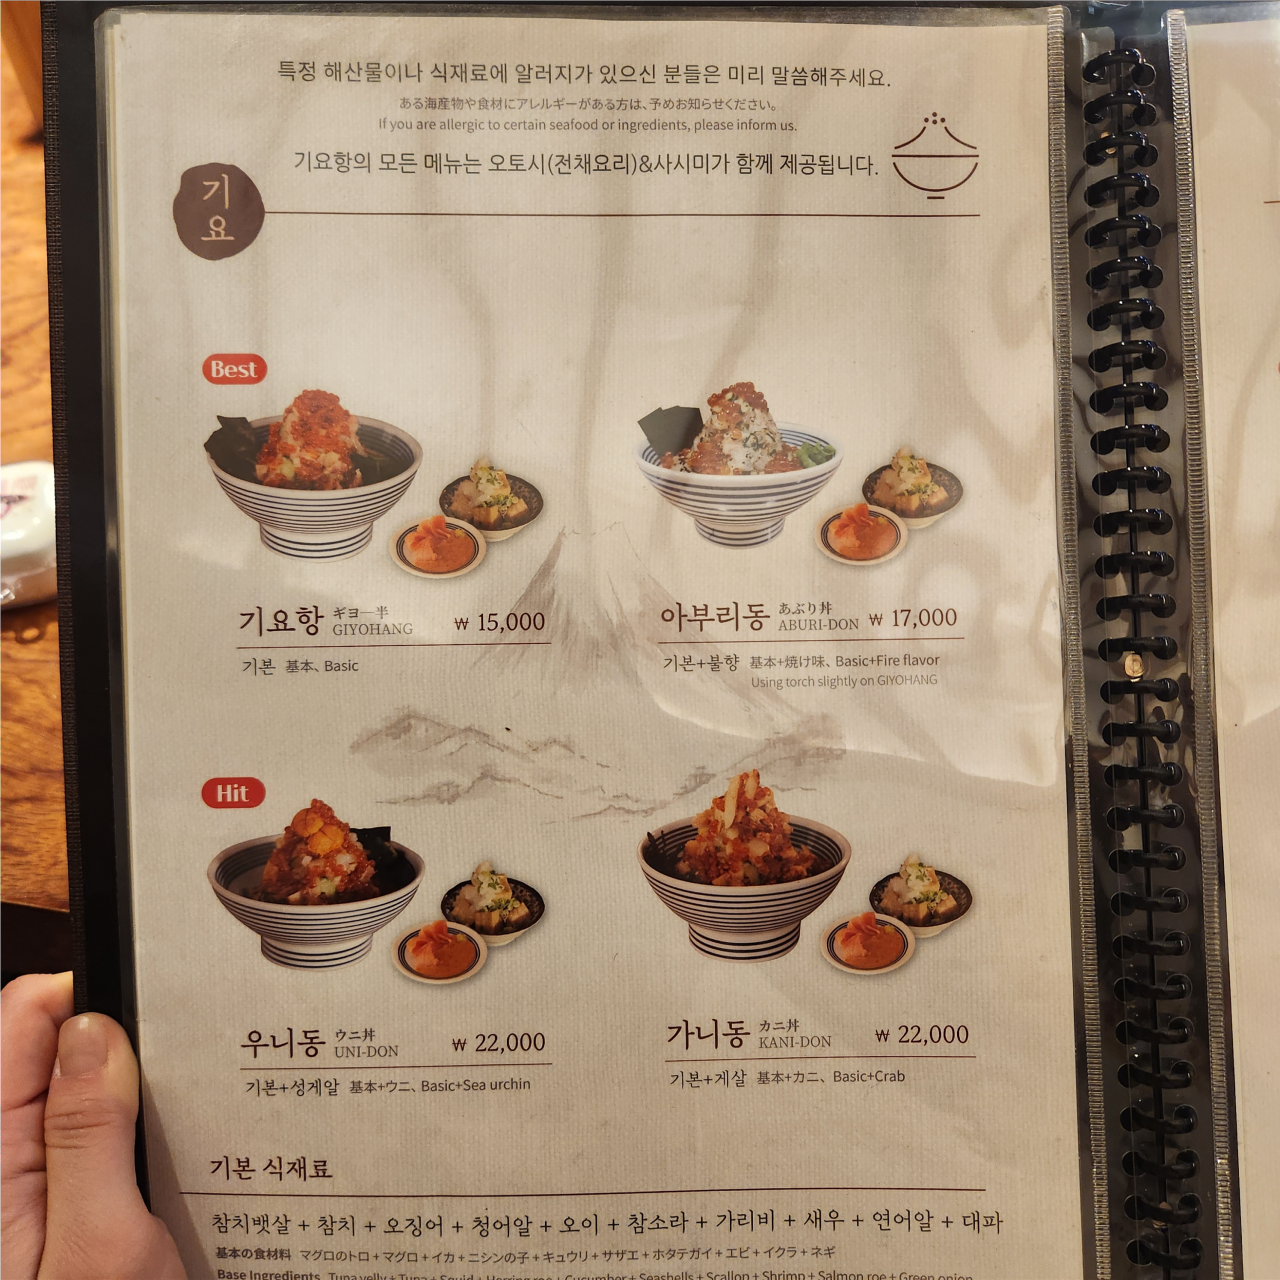 특정 해산물이나 식재료에 알러지가 있으신 분들은 미리 말씀해주세요.
ある海産物や食材にアレルギーがある方は、予めお知らせください。
If you are allergic to certain seafood or ingredients, please inform us.
기요항의 모든 메뉴는 오토시(전채요리)&사시미가 함께 제공됩니다.
기
요
Best
기요항 ギヨ一半 GIYOHANG ₩ 15,000
기본 基本、Basic
아부리동 あぶり丼 ABURI-DON ₩ 17,000
기본+불향 基本+焼け味、Basic+Fire flavor
Using torch slightly on GIYOHANG
Hit
우니동 ウニ丼 UNI-DON ₩ 22,000
기본+성게알 基本+ウニ、Basic+Sea urchin
가니동 カニ丼 KANI-DON ₩ 22,000
기본+게살 基本+カニ、Basic+Crab
기본 식재료
참치뱃살 + 참치 + 오징어 + 청어알 + 오이 + 참소라 + 가리비 + 새우 + 연어알 + 대파
基本の食材料 マグロのトロ + マグロ + イカ + ニシンの子 + キュウリ + サザエ + ホタテガイ + エビ + イクラ + ネギ
Base Ingredients Tuna velly + Tuna + Squid + Herring roe + Cucumber + Seashells + Scallop + Shrimp + Salmon roe + Green onion